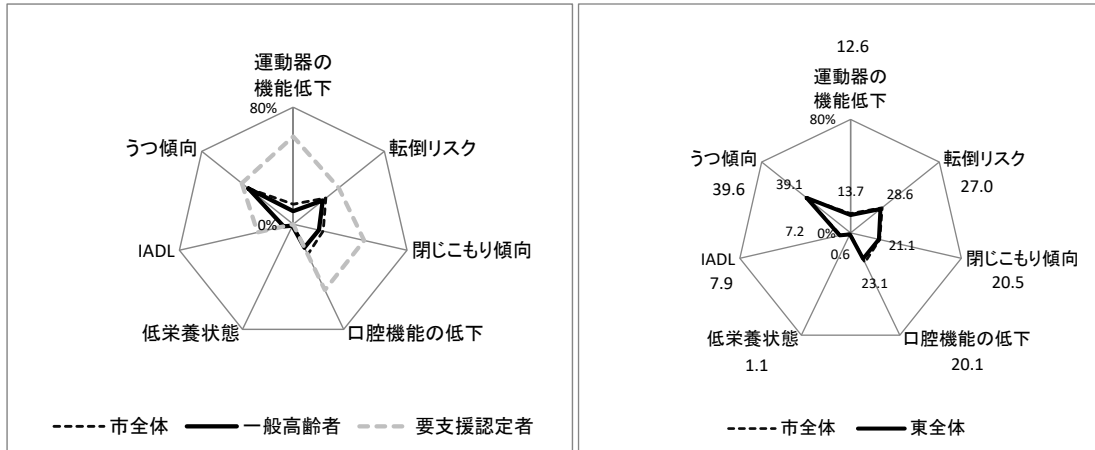 運動器の
機能低下
80%
うつ傾向
転倒リスク
0%
IADL
閉じこもり傾向
低栄養状態
口腔機能の低下
市全体
一般高齢者
要支援認定者
12.6
運動器の
機能低下
80%
うつ傾向
39.6
転倒リスク
27.0
39.1
13.7
28.6
7.2
0%
21.1
IADL
7.9
0.6
23.1
閉じこもり傾向
20.5
低栄養状態
1.1
口腔機能の低下
20.1
市全体
東全体